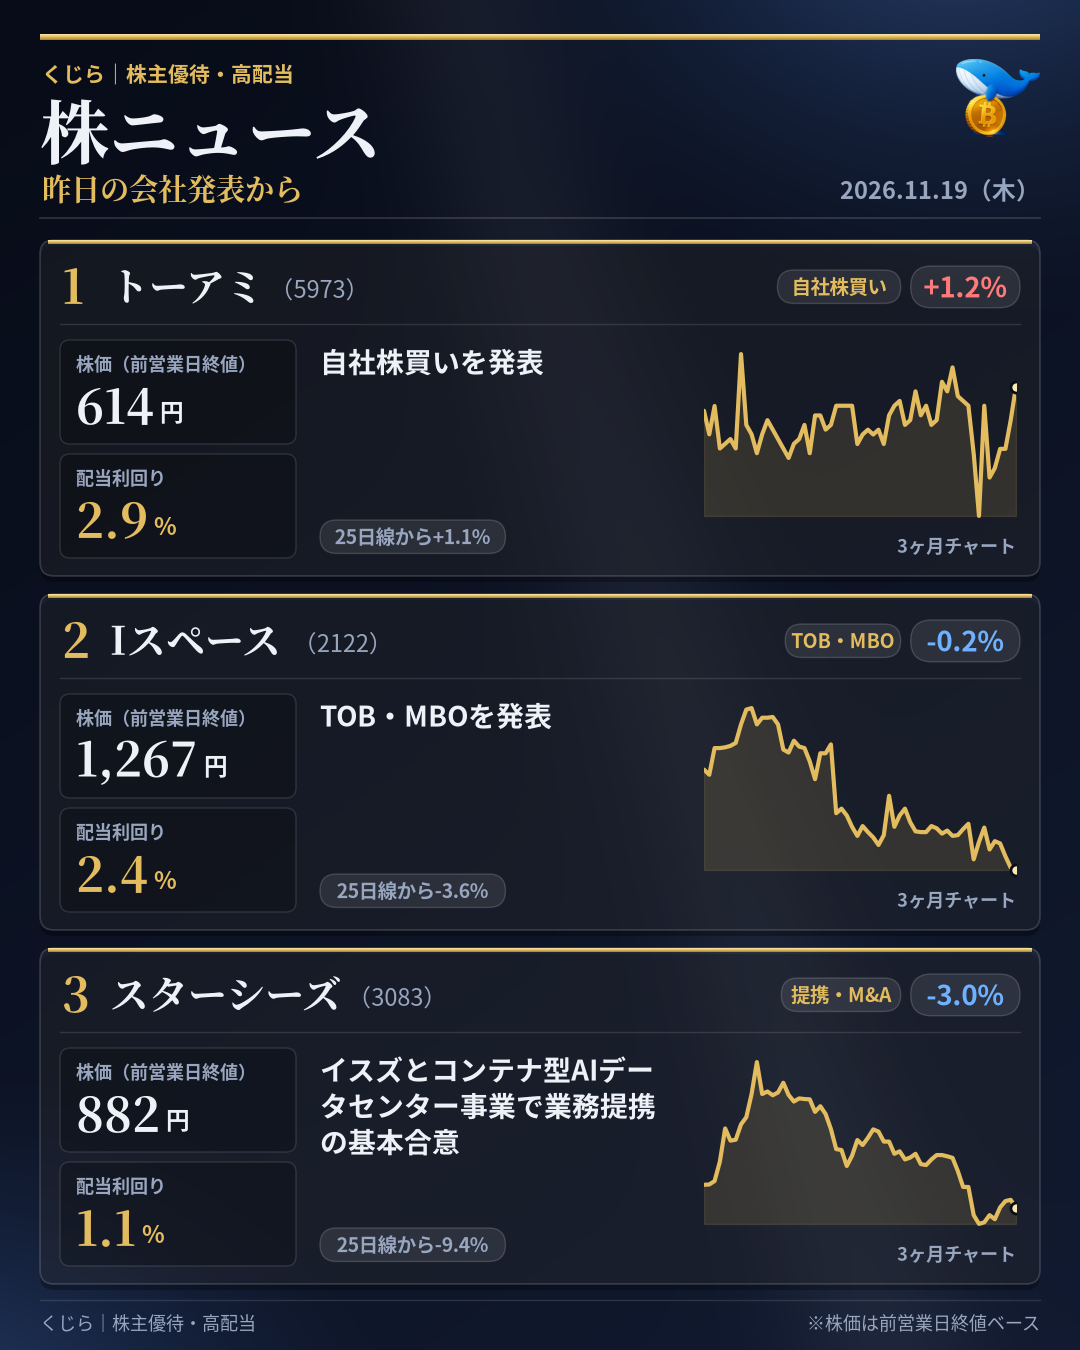 くじら｜株主優待・高配当
株ニュース
昨日の会社発表から
2026.11.19（木）
1 トーアミ （5973） 自社株買い +1.2%
株価（前営業日終値）
614 円
配当利回り
2.9 %
自社株買いを発表
25日線から+1.1%
3ヶ月チャート
2 Iスペース （2122） TOB・MBO -0.2%
株価（前営業日終値）
1,267 円
配当利回り
2.4 %
TOB・MBOを発表
25日線から-3.6%
3ヶ月チャート
3 スターシーズ （3083） 提携・M&A -3.0%
株価（前営業日終値）
882 円
配当利回り
1.1 %
イスズとコンテナ型AIデー
タセンター事業で業務提携
の基本合意
25日線から-9.4%
3ヶ月チャート
くじら｜株主優待・高配当
※株価は前営業日終値ベース